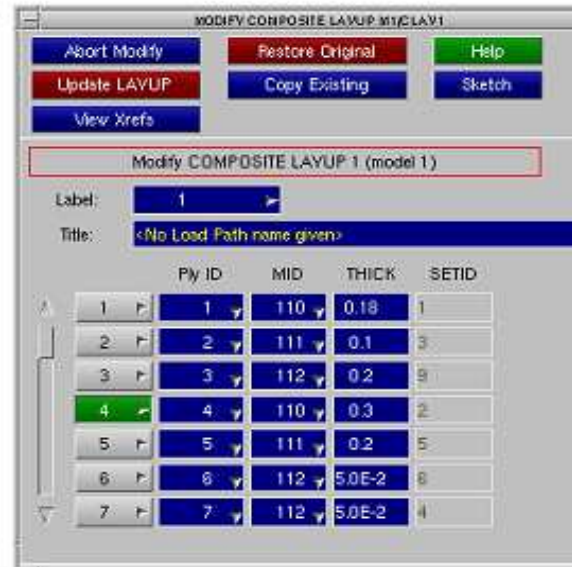 MODIFY COMPOSITE LAYUP M1/CLAY1
Abort Modify Restore Original Help
Update LAYUP Copy Existing Sketch
View Xrefs
Modify COMPOSITE LAYUP 1 (model 1)
Label: 1
Title: <No Load Path name given>
Ply ID MID THICK SETID
1 1 110 0.18 1
2 2 111 0.1 3
3 3 112 0.2 9
4 4 110 0.3 2
5 5 111 0.2 5
6 6 112 5.0E-2 6
7 7 112 5.0E-2 4